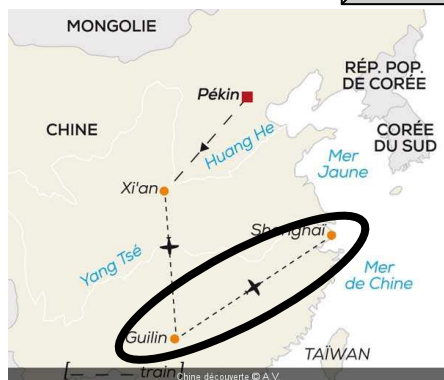 MONGOLIE
RÉP. POP.
DE CORÉE
Pékin
CHINE
Huang He
CORÉE
DU SUD
Mer
Jaune
Xi'an
Shanghai
Yang Tsé
Mer
de Chine
Guilin
TAÏWAN
[— — — train]
Chine découverte © A.V.